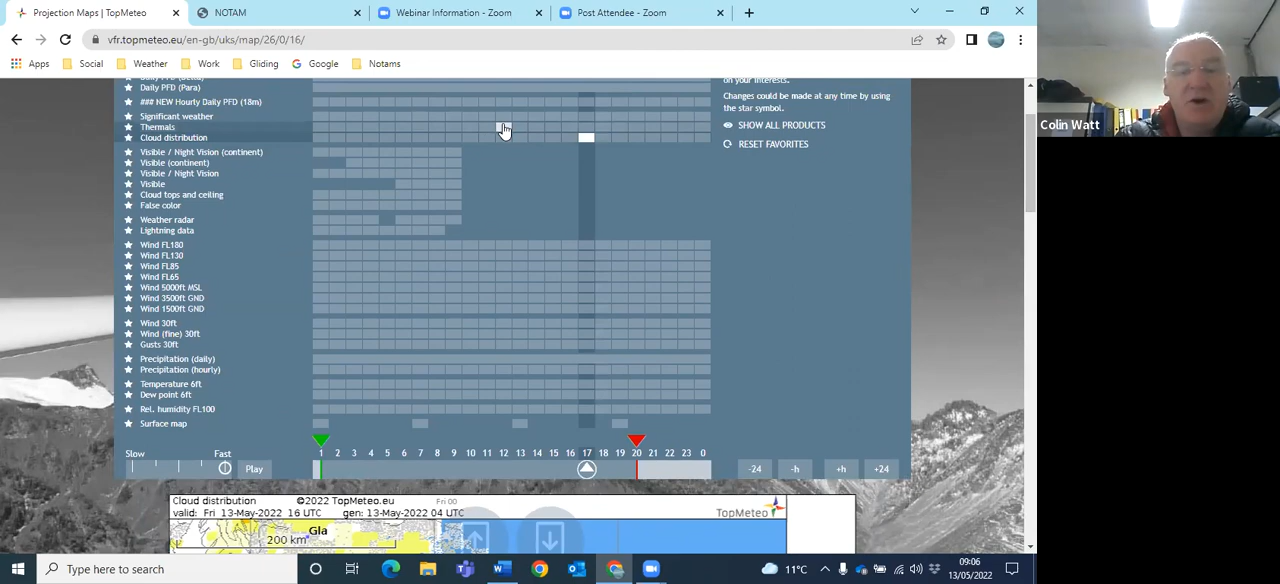 Projection Maps (UK) | TopMeteo
NOTAM
Webinar Information - Zoom
Post Attendee - Zoom
vfr.topmeteo.eu/en-gb/uks/map/26/0/16/
Apps Social Weather Work Gliding Google Notams
Daily PFD (Para)
### NEW Hourly Daily PFD (18m)
Significant weather
Thermals
Cloud distribution
Visible / Night Vision (continent)
Visible (continent)
Visible / Night Vision
Visible
Cloud tops and ceiling
False color
Weather radar
Lightning data
Wind FL180
Wind FL130
Wind FL85
Wind FL65
Wind 5000ft MSL
Wind 3500ft GND
Wind 1500ft GND
Wind 30ft
Wind (fine) 30ft
Gusts 30ft
Precipitation (daily)
Precipitation (hourly)
Temperature 6ft
Dew point 6ft
Rel. humidity FL100
Surface map
on your interests.
Changes could be made at any time by using
the star symbol.
SHOW ALL PRODUCTS
RESET FAVORITES
Slow Fast Play
1 2 3 4 5 6 7 8 9 10 11 12 13 14 15 16 17 18 19 20 21 22 23 0
-24 -h +h +24
Cloud distribution ©2022 TopMeteo.eu Fri 00
valid: Fri 13-May-2022 16 UTC gen: 13-May-2022 04 UTC
TopMeteo
Gla
200 km
Type here to search
11°C
09:06
13/05/2022
Colin Watt